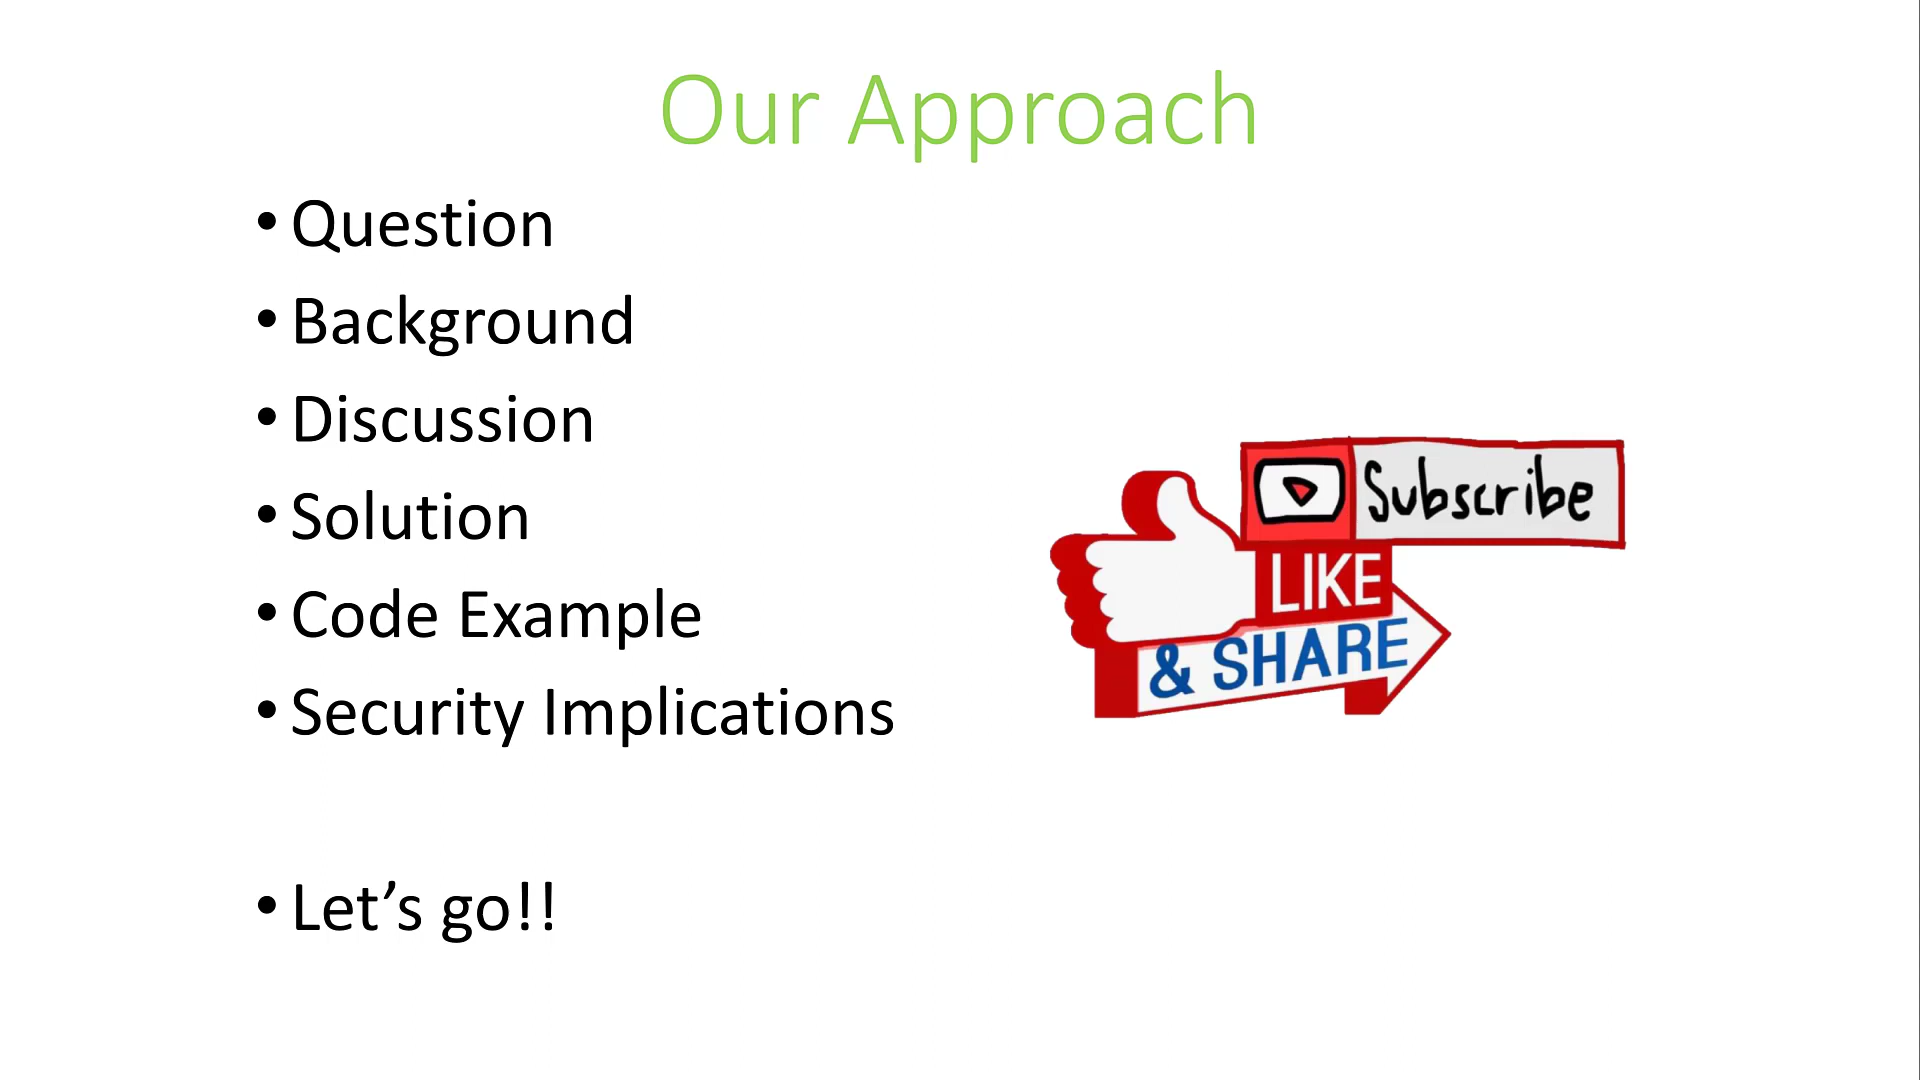 Our Approach
• Question
• Background
• Discussion
• Solution
• Code Example
• Security Implications
• Let’s go!!
Subscribe
LIKE
& SHARE